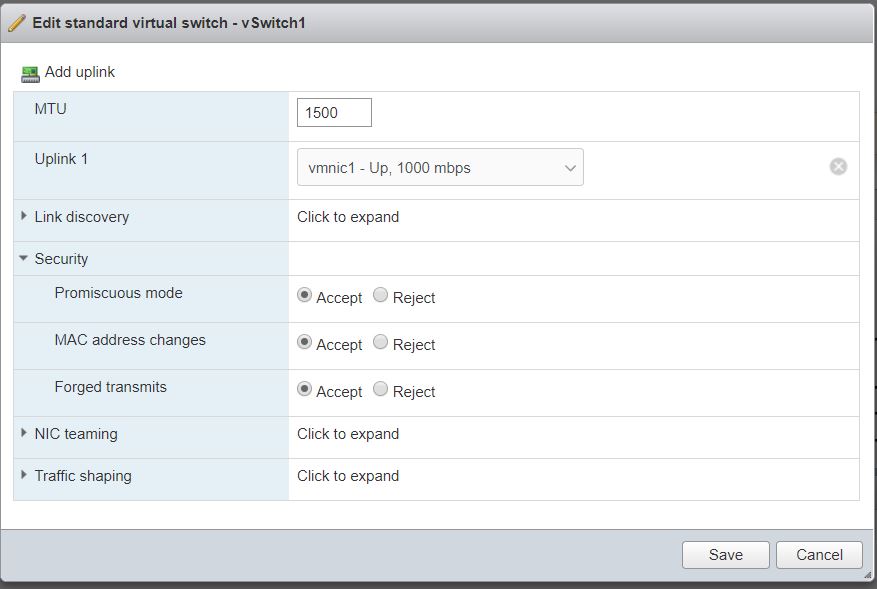 Edit standard virtual switch - vSwitch1
Add uplink
MTU 1500
Uplink 1 vmnic1 - Up, 1000 mbps
Link discovery Click to expand
Security
Promiscuous mode Accept Reject
MAC address changes Accept Reject
Forged transmits Accept Reject
NIC teaming Click to expand
Traffic shaping Click to expand
Save Cancel